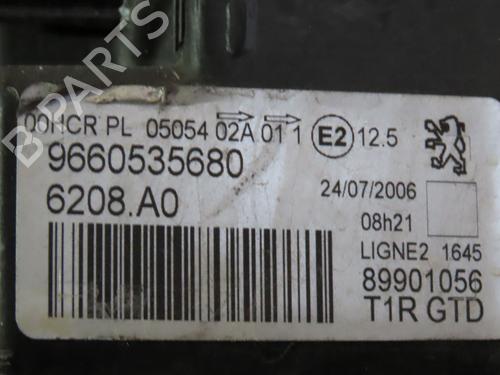 00HCR PL 05054 02A 01 1 E2 12.5
9660535680
6208.A0
24/07/2006
08h21
LIGNE2 1645
89901056
T1R GTD
B-PARTS